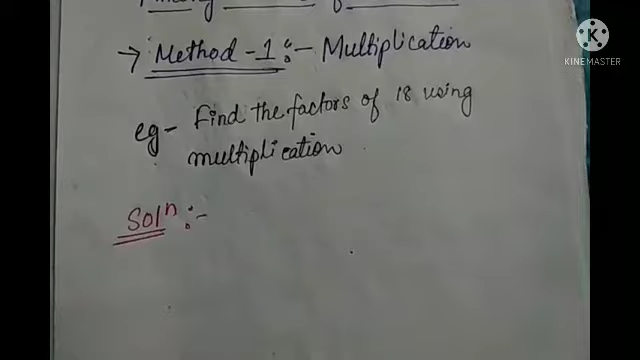 → Method -1 :- Multiplication
KINEMASTER
eg- Find the factors of 18 using
multiplication
Solⁿ :-